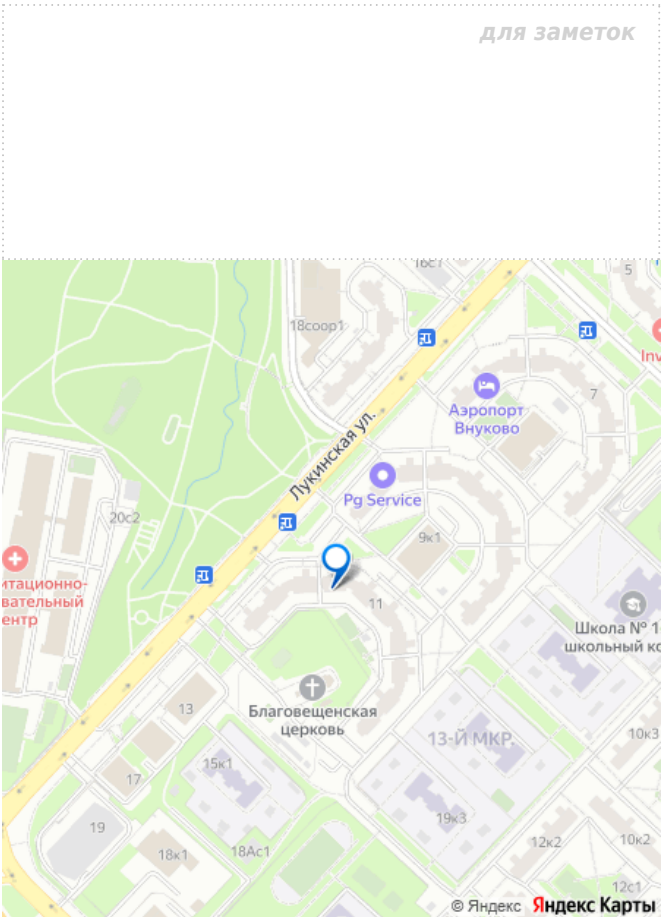 для заметок
16с1
5
18соор1
Inv
7
Аэропорт
Внуково
Лукинская ул.
Pg Service
20с2
9к1
итационно-
вательный
ентр
11
Школа № 1
школьный ко
Благовещенская
церковь
13
13-Й МКР.
10к3
15к1
17
19к3
19
18к1
18Ас1
12к2
10к2
12с1
© Яндекс Яндекс Карты